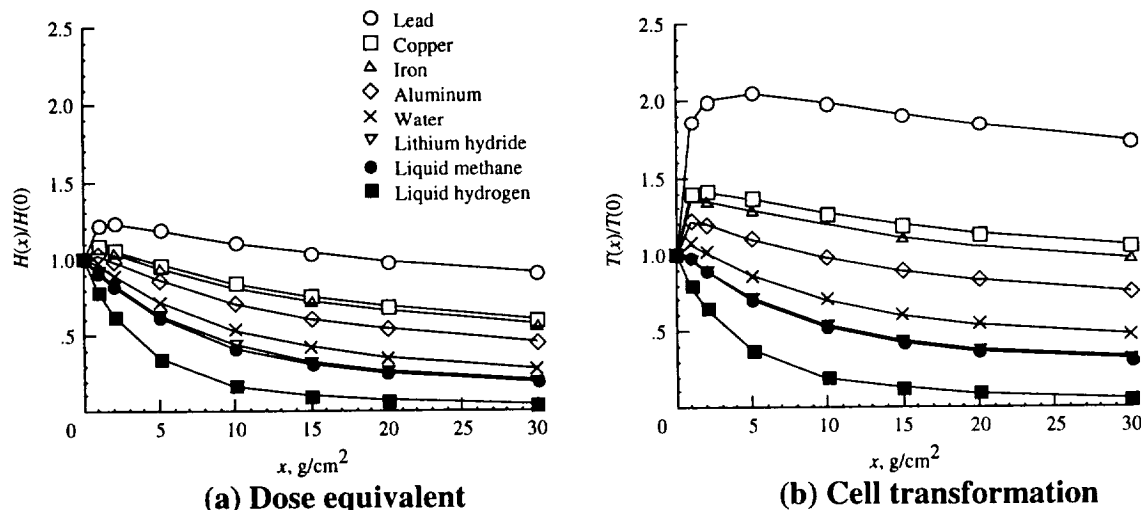 2.5
2.0
1.5
1.0
.5
0
5
10
15
20
25
30
H(x)/H(0)
x, g/cm²
Lead
Copper
Iron
Aluminum
Water
Lithium hydride
Liquid methane
Liquid hydrogen
(a) Dose equivalent
2.5
2.0
1.5
1.0
.5
0
5
10
15
20
25
30
T(x)/T(0)
x, g/cm²
(b) Cell transformation